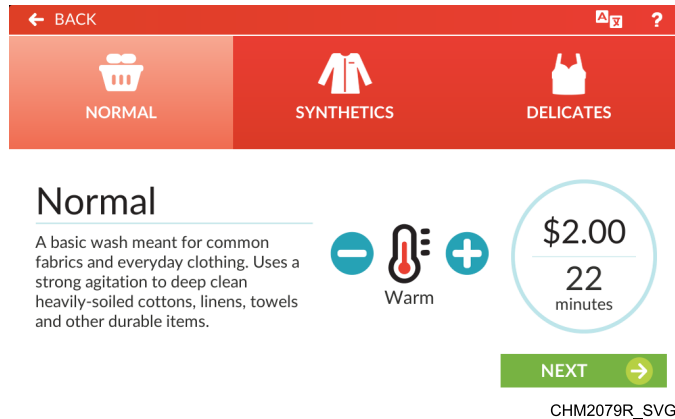 BACK
?
NORMAL
SYNTHETICS
DELICATES
Normal
A basic wash meant for common
fabrics and everyday clothing. Uses a
strong agitation to deep clean
heavily-soiled cottons, linens, towels
and other durable items.
Warm
$2.00
22
minutes
NEXT
CHM2079R_SVG